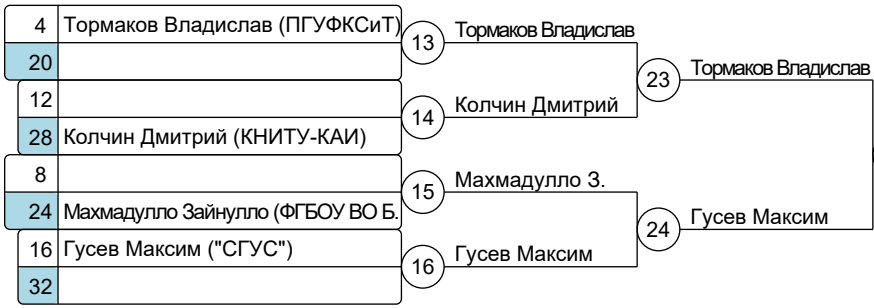 4 Тормаков Владислав (ПГУФКСиТ)
13 Тормаков Владислав
20
23 Тормаков Владислав
12
14 Колчин Дмитрий
28 Колчин Дмитрий (КНИТУ-КАИ)
8
15 Махмадулло З.
24 Махмадулло Зайнулло (ФГБОУ ВО Б.
24 Гусев Максим
16 Гусев Максим ("СГУС")
16 Гусев Максим
32